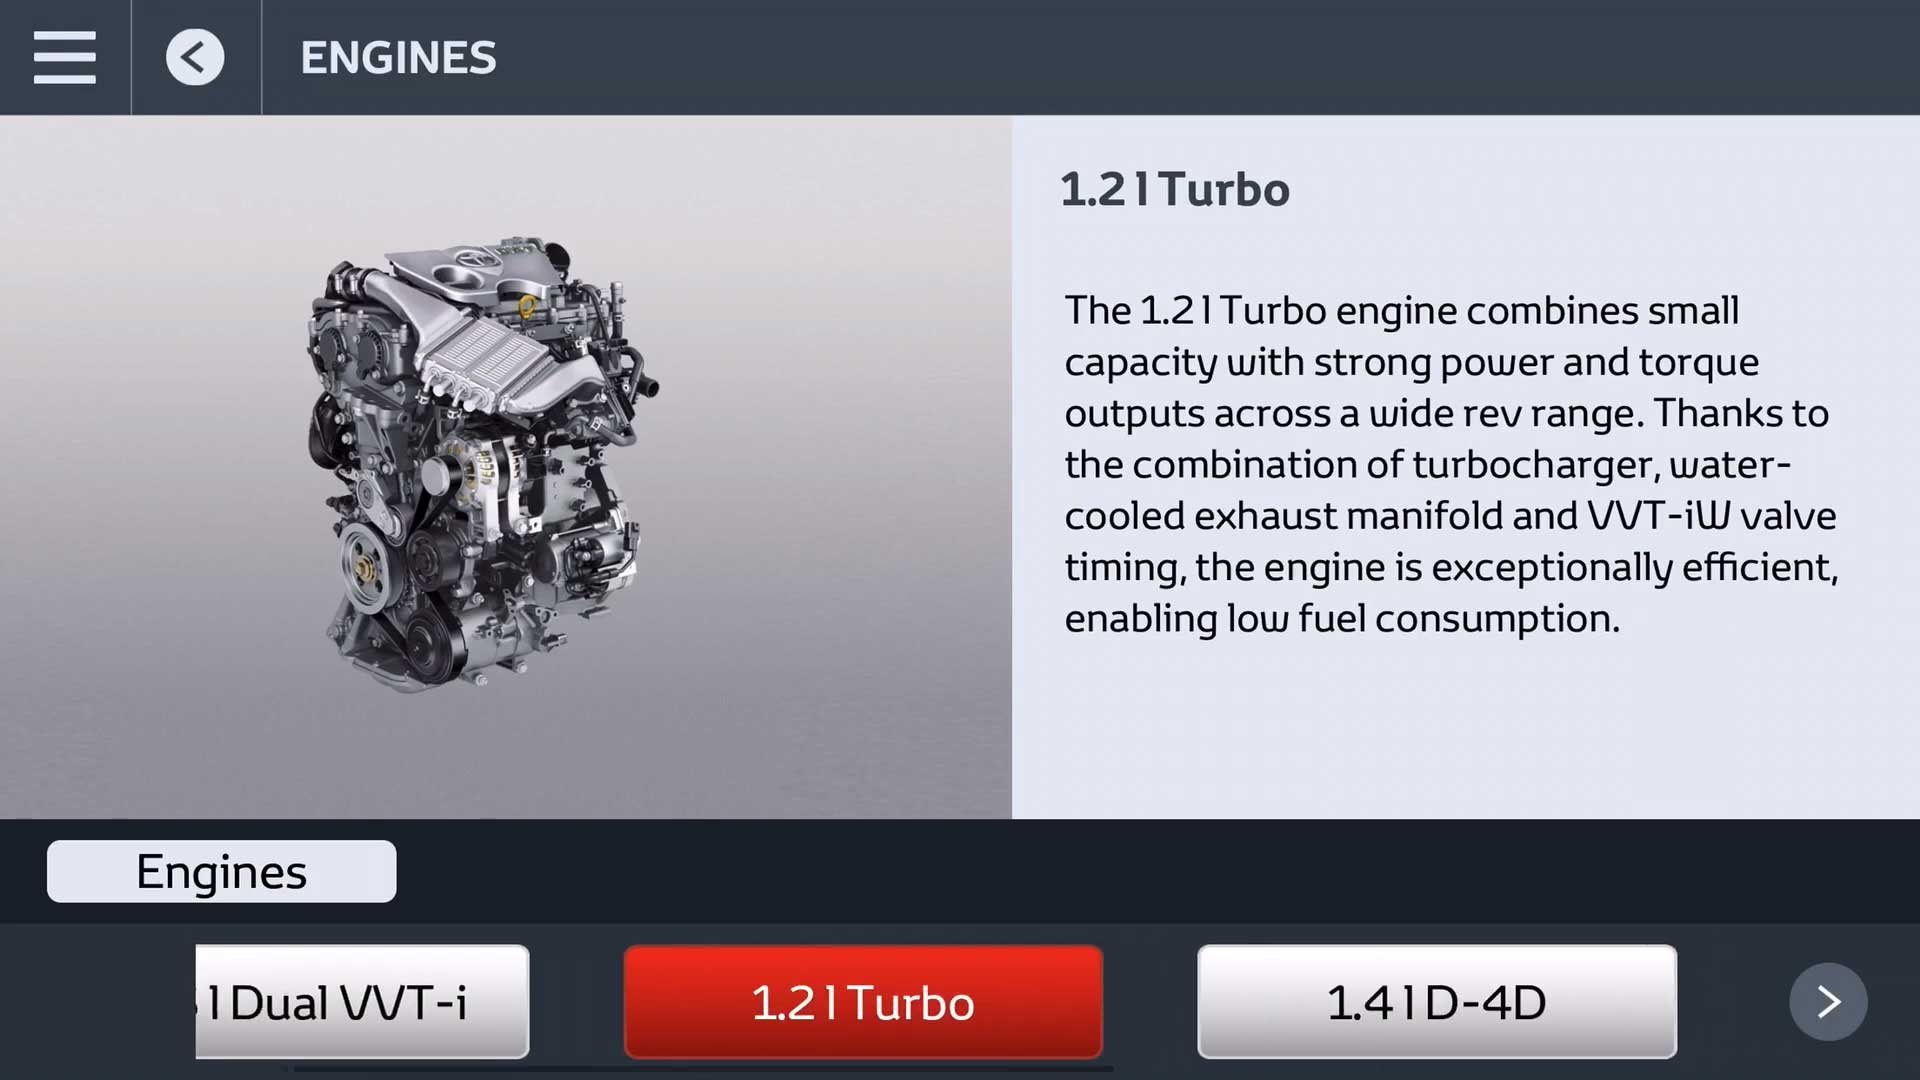 ENGINES
1.2 l Turbo
The 1.2 l Turbo engine combines small
capacity with strong power and torque
outputs across a wide rev range. Thanks to
the combination of turbocharger, water-
cooled exhaust manifold and VVT-iW valve
timing, the engine is exceptionally efficient,
enabling low fuel consumption.
Engines
l Dual VVT-i
1.2 l Turbo
1.4 l D-4D